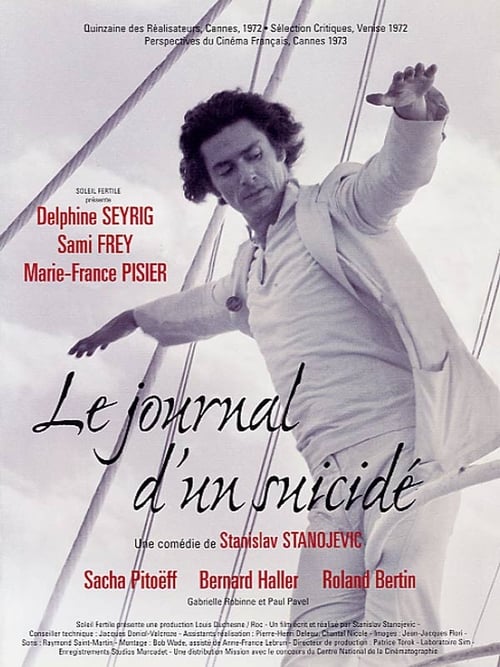 Quinzaine des Réalisateurs, Cannes, 1972 • Sélection Critiques, Venise 1972
Perspectives du Cinéma Français, Cannes 1973
SOLEIL FERTILE
présente
Delphine SEYRIG
Sami FREY
Marie-France PISIER
Le journal
d'un suicidé
Une comédie de Stanislav STANOJEVIC
Sacha Pitoëff Bernard Haller Roland Bertin
Gabrielle Robinne et Paul Pavel
Soleil Fertile présente une production Louis Duchesne / Roc - Un film écrit et réalisé par Stanislav Stanojevic -
Conseiller technique : Jacques Doniol-Valcroze - Assistants réalisation : Pierre-Henri Deleau, Chantal Nicole - Images : Jean-Jacques Flori -
Sons : Raymond Saint-Martin - Montage : Bob Wade, assisté de Anne-France Lebrun - Directeur de production : Patrice Torok - Laboratoire Sim -
Enregistrements Studios Marcadet - Une distribution Mission avec le concours du Centre National de la Cinématographie